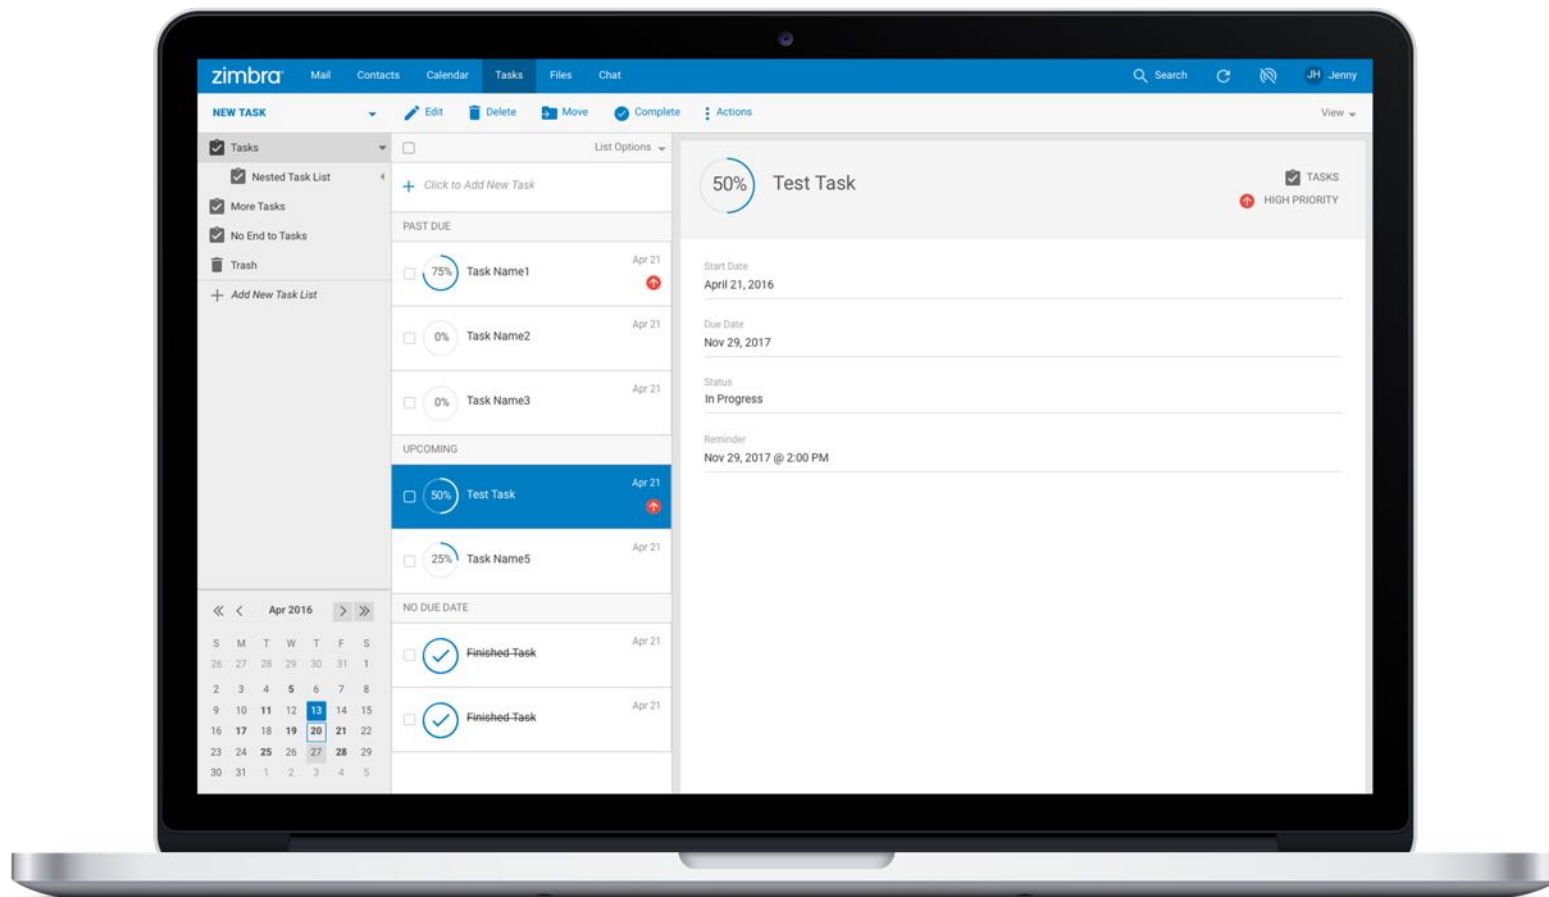 zimbra Mail Contacts Calendar Tasks Files Chat Search JH Jenny
NEW TASK Edit Delete Move Complete Actions View
Tasks
Nested Task List
More Tasks
No End to Tasks
Trash
Add New Task List
Apr 2016
S M T W T F S
26 27 28 29 30 31 1
2 3 4 5 6 7 8
9 10 11 12 13 14 15
16 17 18 19 20 21 22
23 24 25 26 27 28 29
30 31 1 2 3 4 5
List Options
Click to Add New Task
PAST DUE
75% Task Name1 Apr 21
0% Task Name2 Apr 21
0% Task Name3 Apr 21
UPCOMING
50% Test Task Apr 21
25% Task Name5 Apr 21
NO DUE DATE
Finished Task Apr 21
Finished Task Apr 21
50% Test Task
TASKS
HIGH PRIORITY
Start Date
April 21, 2016
Due Date
Nov 29, 2017
Status
In Progress
Reminder
Nov 29, 2017 @ 2:00 PM